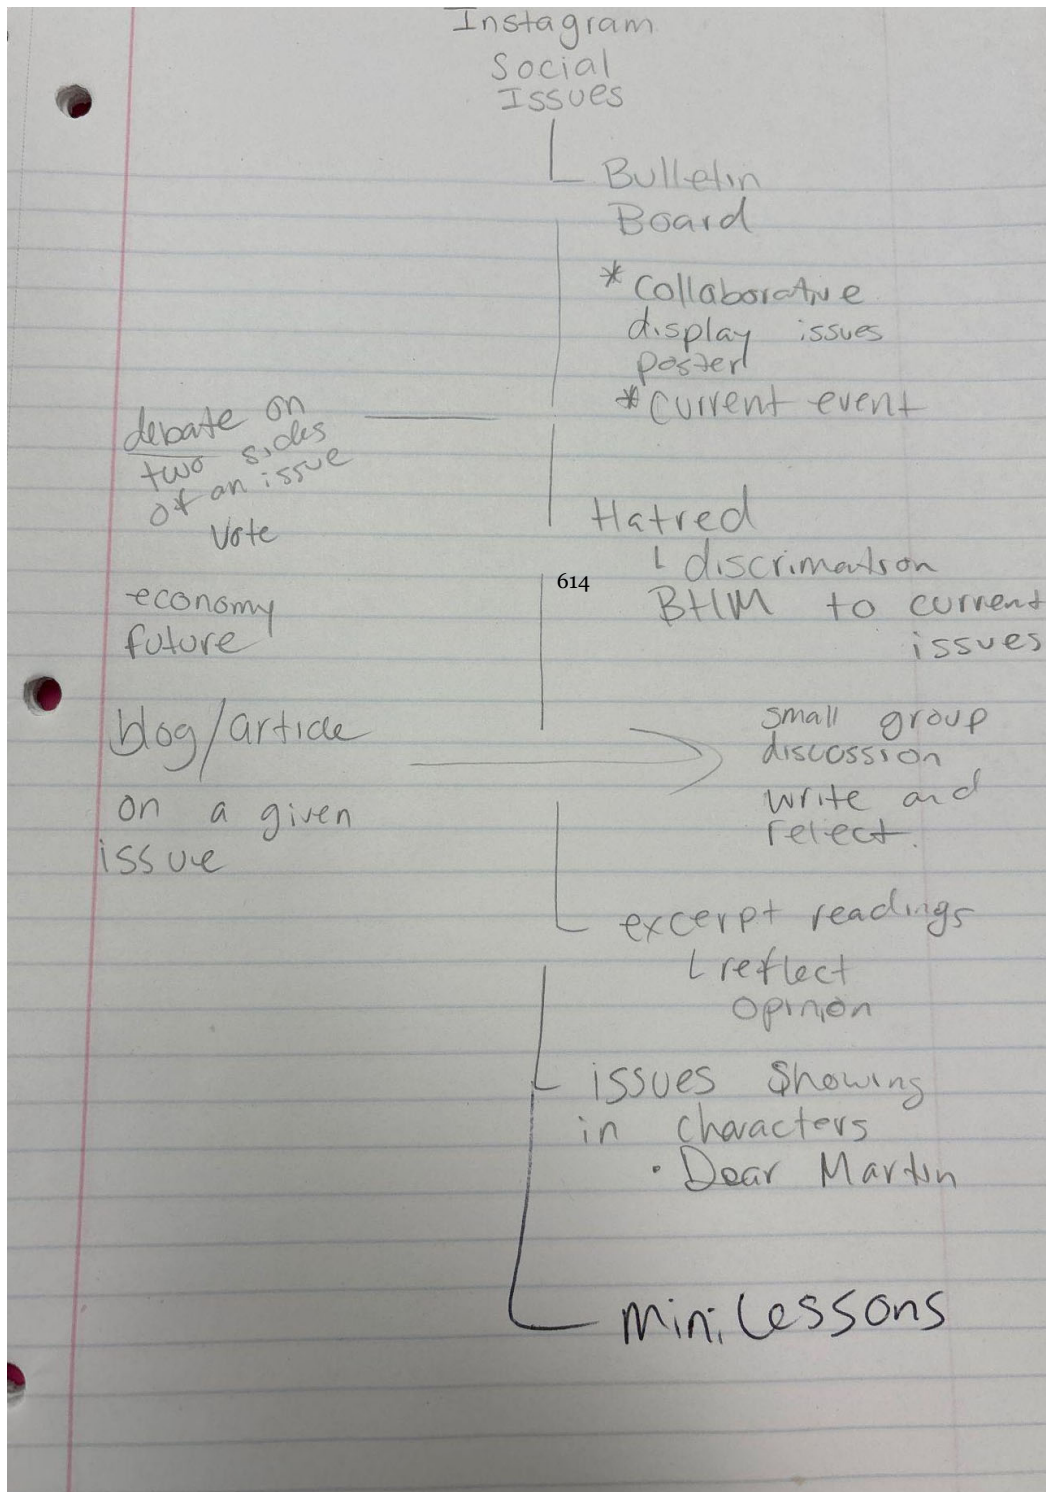 Instagram
Social
Issues
Bulletin
Board
* Collaborative
display issues
poster
* Current event
debate on
two sides
of an issue
Vote
Hatred
discrimatson
BHM to current
issues
614
economy
future
blog/article
on a given
issue
small group
discussion
write and
relect.
excerpt readings
reflect
opinion
issues showing
in characters
• Dear Martin
mini Lessons